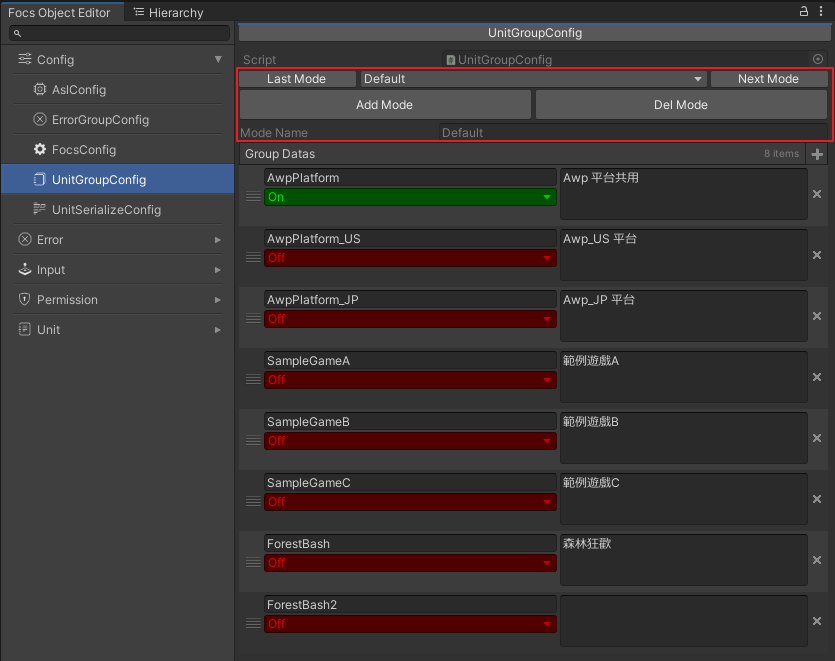 Focs Object Editor
Hierarchy
Config
AslConfig
ErrorGroupConfig
FocsConfig
UnitGroupConfig
UnitSerializeConfig
Error
Input
Permission
Unit
UnitGroupConfig
Script UnitGroupConfig
Last Mode Default Next Mode
Add Mode Del Mode
Mode Name Default
Group Datas 8 items
AwpPlatform Awp 平台共用
On
AwpPlatform_US Awp_US 平台
Off
AwpPlatform_JP Awp_JP 平台
Off
SampleGameA 範例遊戲A
Off
SampleGameB 範例遊戲B
Off
SampleGameC 範例遊戲C
Off
ForestBash 森林狂歡
Off
ForestBash2
Off